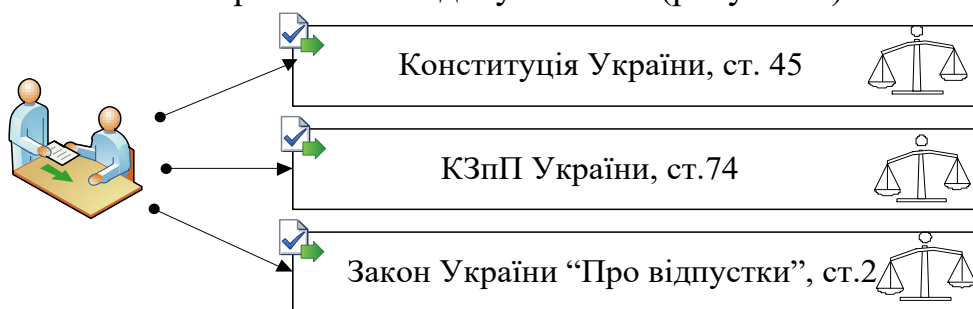 Конституція України, ст. 45
КЗпП України, ст.74
Закон України “Про відпустки”, ст.2